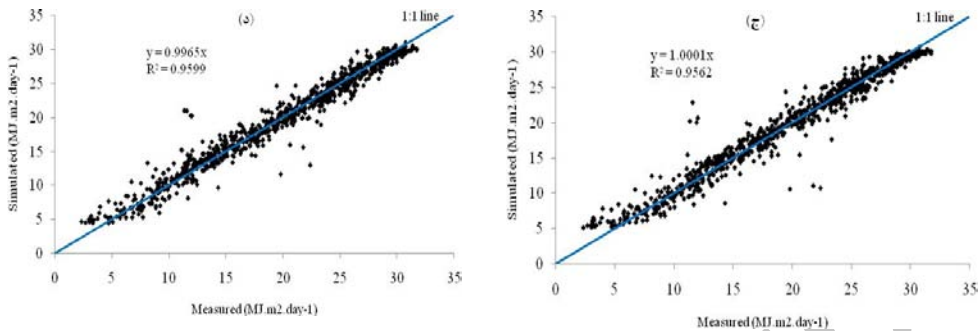 (د)
1:1 line
y = 0.9965x
R² = 0.9599
Simulated (MJ.m2.day-1)
35
30
25
20
15
10
5
0
0 5 10 15 20 25 30 35
Measured (MJ.m2.day-1)
(ج)
1:1 line
y = 1.0001x
R² = 0.9562
Simulated (MJ.m2.day-1)
35
30
25
20
15
10
5
0
0 5 10 15 20 25 30 35
Measured (MJ.m2.day-1)